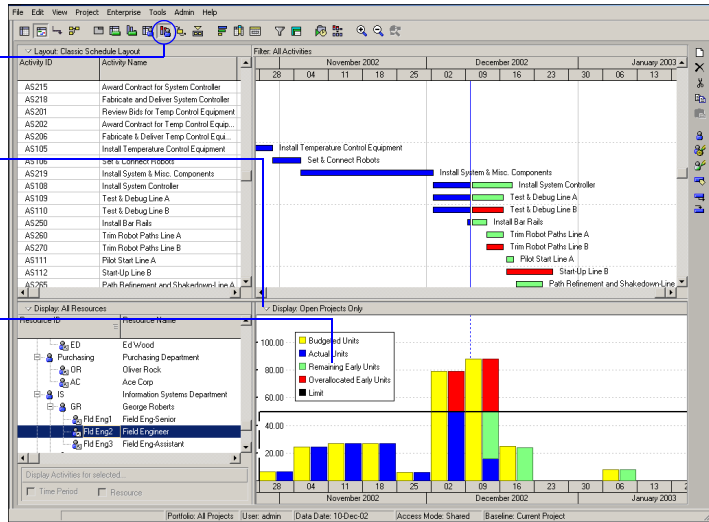 File Edit View Project Enterprise Tools Admin Help
Layout: Classic Schedule Layout
Filter: All Activities
Activity ID Activity Name
November 2002 December 2002 January 2003
28 04 11 18 25 02 09 16 23 30 06 13
AS215 Award Contract for System Controller
AS218 Fabricate and Deliver System Controller
AS201 Review Bids for Temp Control Equipment
AS202 Award Contract for Temp Control Equip...
AS206 Fabricate & Deliver Temp Control Equi...
AS105 Install Temperature Control Equipment
AS106 Set & Connect Robots
AS219 Install System & Misc. Components
AS108 Install System Controller
AS109 Test & Debug Line A
AS110 Test & Debug Line B
AS250 Install Bar Rails
AS260 Trim Robot Paths Line A
AS270 Trim Robot Paths Line B
AS111 Pilot Start Line A
AS112 Start-Up Line B
AS265 Path Refinement and Shakedown-Line A
Install Temperature Control Equipment
Set & Connect Robots
Install System & Misc. Components
Install System Controller
Test & Debug Line A
Test & Debug Line B
Install Bar Rails
Trim Robot Paths Line A
Trim Robot Paths Line B
Pilot Start Line A
Start-Up Line B
Path Refinement and Shakedown-Line
Display: All Resources
Display: Open Projects Only
Resource ID Resource Name
ED Ed Wood
Purchasing Purchasing Department
OR Oliver Rock
AC Ace Corp
IS Information Systems Department
GR George Roberts
Fld Eng1 Field Eng-Senior
Fld Eng2 Field Engineer
Fld Eng3 Field Eng-Assistant
Display Activities for selected...
Time Period Resource
Budgeted Units
Actual Units
Remaining Early Units
Overallocated Early Units
Limit
100.00
80.00
60.00
40.00
20.00
28 04 11 18 25 02 09 16 23 30 06 13 2
November 2002 December 2002 January 2003
Portfolio: All Projects User: admin Data Date: 10-Dec-02 Access Mode: Shared Baseline: Current Project